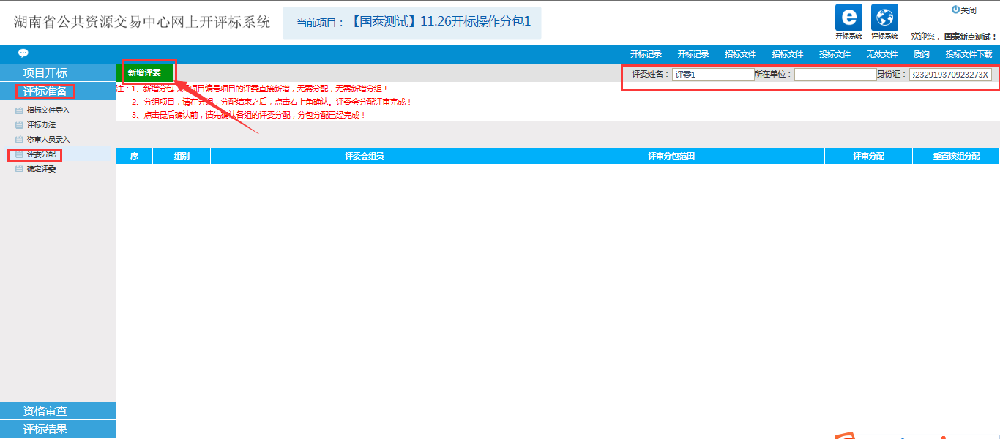 湖南省公共资源交易中心网上开评标系统
当前项目：【国泰测试】11.26开标操作分包1
开标系统
评标系统
关闭
欢迎您，国泰新点测试！
开标记录 开标记录 招标文件 招标文件 投标文件 无效文件 质询 投标文件下载
项目开标
评标准备
招标文件导入
评标办法
资审人员录入
评委分配
确定评委
资格审查
评标结果
新增评委
评委姓名： 评委1 所在单位： 身份证： 3232919370923273X
注：1、新增分包，无项目编号项目的评委直接新增，无需分配，无需新增分组！
2、分组项目，请在分组，分配结束之后，点击右上角确认。评委会分配评审完成！
3、点击最后确认前，请先确认各组的评委分配，分包分配已经完成！
序 组别 评委会组员 评审分包范围 评审分配 重置该组分配